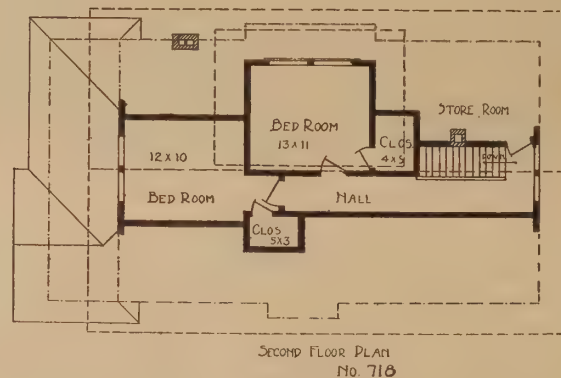 STORE ROOM
BED ROOM
13 X 11
CLOS.
4 X 5
DOWN
12 X 10
BED ROOM
HALL
CLOS
5X3
SECOND FLOOR PLAN
No. 718